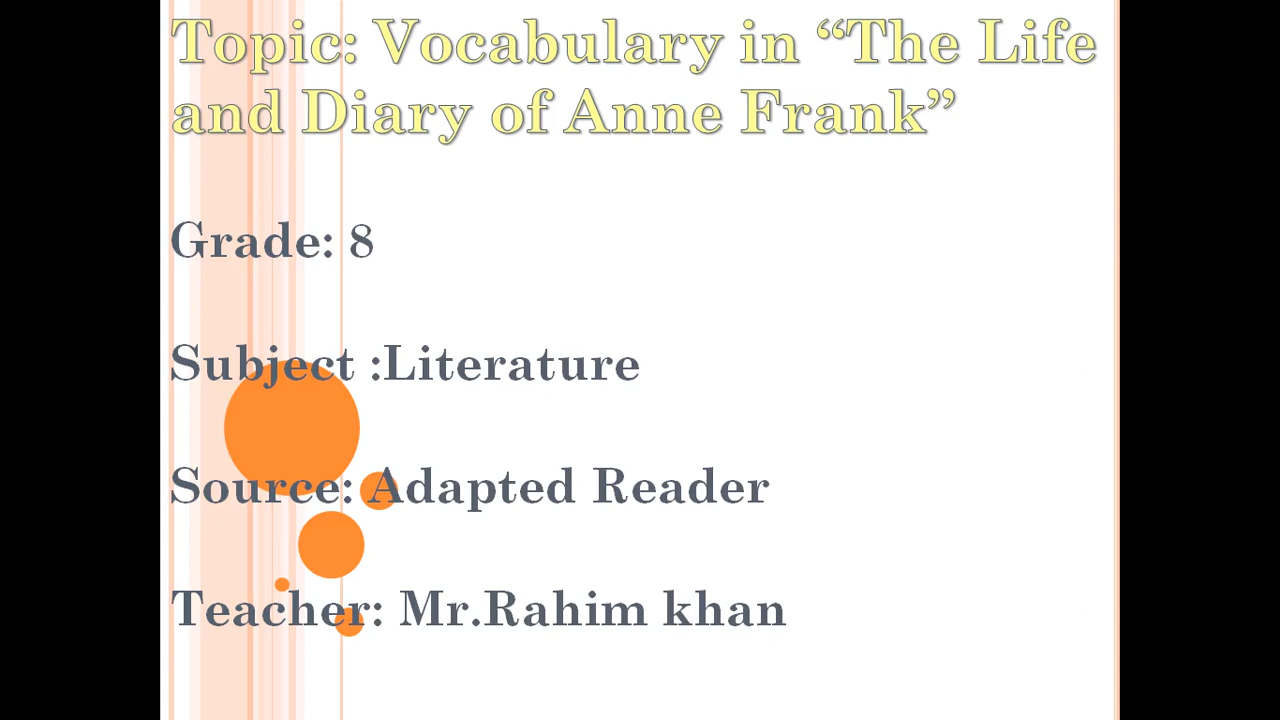 Topic: Vocabulary in “The Life
and Diary of Anne Frank”
Grade: 8
Subject :Literature
Source: Adapted Reader
Teacher: Mr.Rahim khan